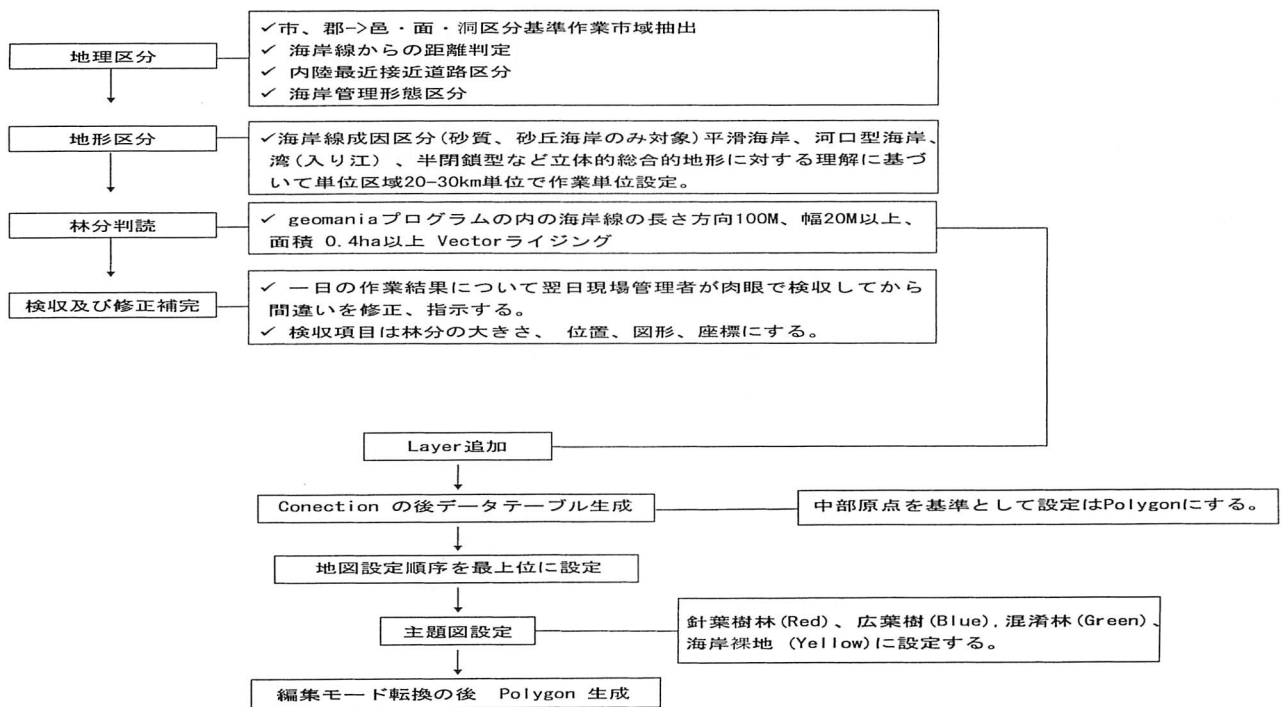 地理区分
✓市、郡->邑・面・洞区分基準作業市域抽出
✓ 海岸線からの距離判定
✓ 内陸最近接近道路区分
✓ 海岸管理形態区分
地形区分
✓海岸線成因区分(砂質、砂丘海岸のみ対象)平滑海岸、河口型海岸、
湾(入り江) 、半閉鎖型など立体的総合的地形に対する理解に基づ
いて単位区域20-30km単位で作業単位設定。
林分判読
✓ geomaniaプログラムの内の海岸線の長さ方向100M、幅20M以上、
面積 0.4ha以上 Vectorライジング
検収及び修正補完
✓ 一日の作業結果について翌日現場管理者が肉眼で検収してから
間違いを修正、指示する。
✓ 検収項目は林分の大きさ、 位置、図形、座標にする。
Layer追加
Conection の後データテーブル生成
中部原点を基準として設定はPolygonにする。
地図設定順序を最上位に設定
主題図設定
針葉樹林(Red)、広葉樹(Blue),混淆林(Green)、
海岸裸地 (Yellow)に設定する。
編集モード転換の後 Polygon 生成